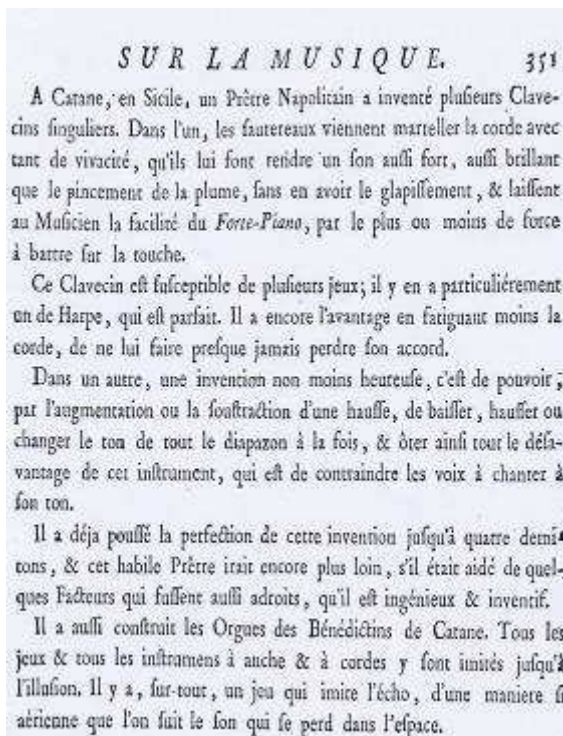 SUR LA MUSIQUE. 351
A Catane, en Sicile, un Prêtre Napolitain a inventé pluſieurs Clave-
cins ſinguliers. Dans l'un, les ſautereaux viennent marteller la corde avec
tant de vivacité, qu'ils lui font rendre un ſon auſſi fort, auſſi brillant
que le pincement de la plume, ſans en avoir le glapiſſement, & laiſſent
au Muſicien la facilité du Forte-Piano, par le plus ou moins de force
à battre ſur la touche.
Ce Clavecin eſt ſuſceptible de pluſieurs jeux; il y en a particuliérement
un de Harpe, qui eſt parfait. Il a encore l'avantage en fatiguant moins la
corde, de ne lui faire preſque jamais perdre ſon accord.
Dans un autre, une invention non moins heureuſe, c'eſt de pouvoir,
par l'augmentation ou la ſouſtraction d'une hauſſe, de baiſſer, hauſſer ou
changer le ton de tout le diapazon à la fois, & ôter ainſi tout le déſa-
vantage de cet inſtrument, qui eſt de contraindre les voix à chanter à
ſon ton.
Il a déja pouſſé la perfection de cette invention juſqu'à quatre demi-
tons, & cet habile Prêtre irait encore plus loin, s'il était aidé de quel-
ques Facteurs qui fuſſent auſſi adroits, qu'il eſt ingénieux & inventif.
Il a auſſi conſtruit les Orgues des Bénédictins de Catane. Tous les
jeux & tous les inſtrumens à anche & à cordes y ſont imités juſqu'à
l'illuſion. Il y a, ſur-tout, un jeu qui imite l'écho, d'une maniere ſi
aërienne que l'on ſuit le ſon qui ſe perd dans l'eſpace.